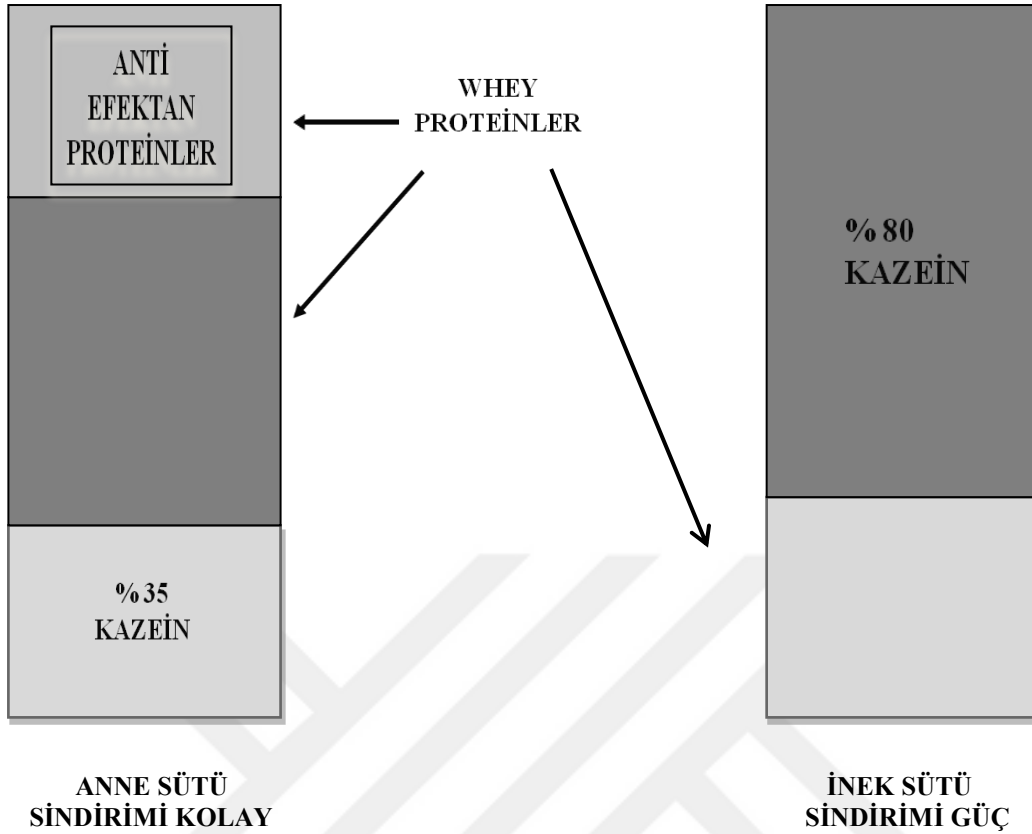 ANTİ
EFEKTAN
PROTEİNLER
WHEY
PROTEİNLER
%80
KAZEİN
%35
KAZEİN
ANNE SÜTÜ
SİNDİRİMİ KOLAY
İNEK SÜTÜ
SİNDİRİMİ GÜÇ